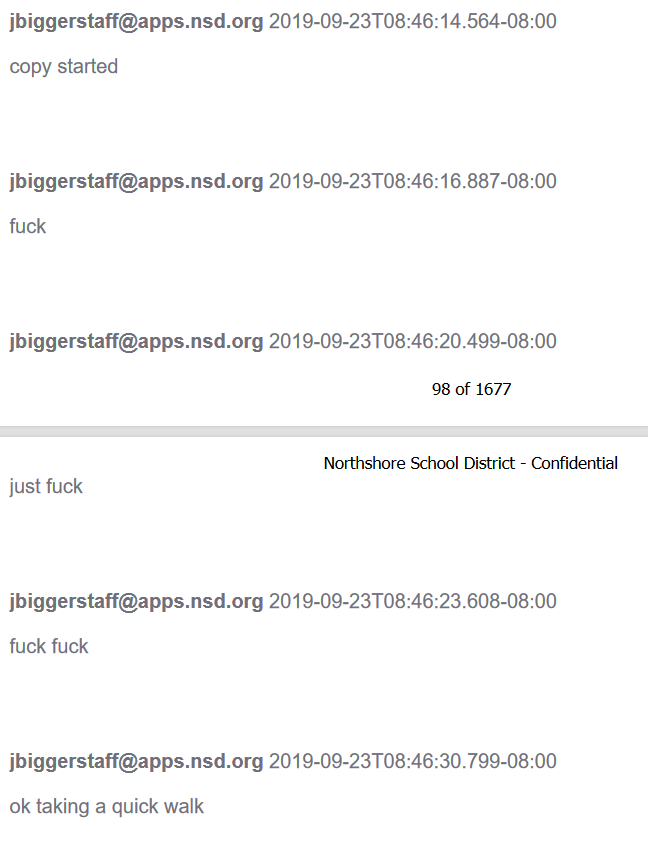 jbiggerstaff@apps.nsd.org 2019-09-23T08:46:14.564-08:00
copy started
jbiggerstaff@apps.nsd.org 2019-09-23T08:46:16.887-08:00
fuck
jbiggerstaff@apps.nsd.org 2019-09-23T08:46:20.499-08:00
98 of 1677
Northshore School District - Confidential
just fuck
jbiggerstaff@apps.nsd.org 2019-09-23T08:46:23.608-08:00
fuck fuck
jbiggerstaff@apps.nsd.org 2019-09-23T08:46:30.799-08:00
ok taking a quick walk